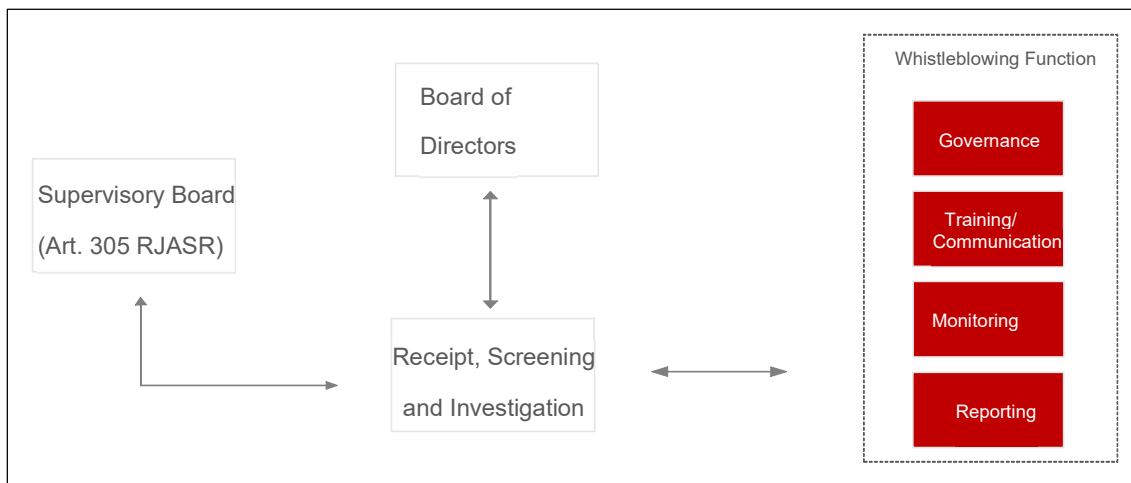 Supervisory Board
(Art. 305 RJASR)
Board of
Directors
Receipt, Screening
and Investigation
Whistleblowing Function
Governance
Training/
Communication
Monitoring
Reporting